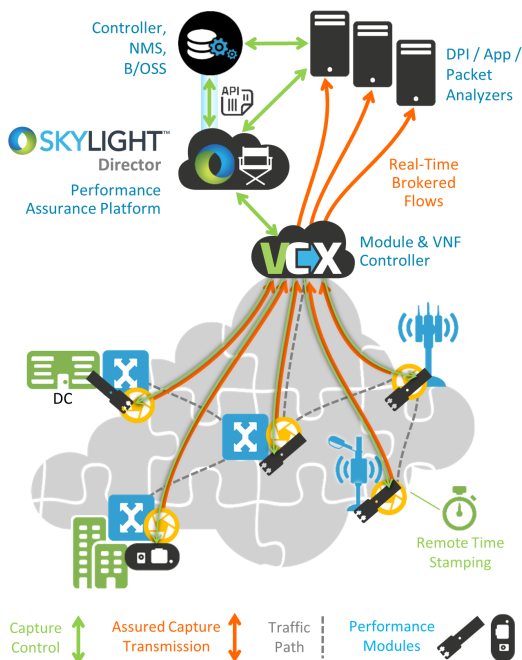 Controller,
NMS,
B/OSS
API
DPI / App /
Packet
Analyzers
SKYLIGHT™
Director
Performance
Assurance Platform
Real-Time
Brokered
Flows
VCX
Module & VNF
Controller
DC
Remote Time
Stamping
Capture
Control
Assured Capture
Transmission
Traffic
Path
Performance
Modules